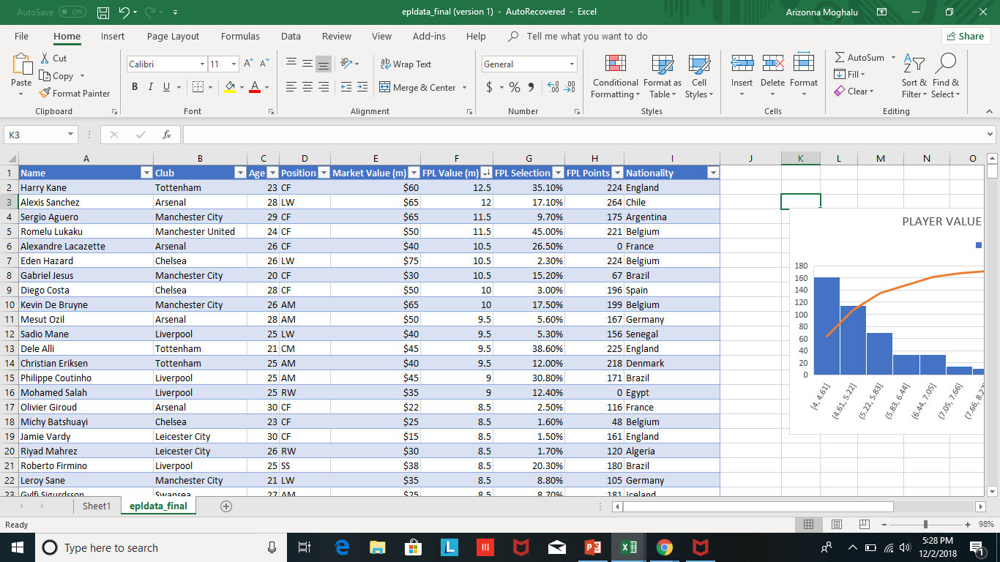 AutoSave Off epldata_final (version 1) - AutoRecovered - Excel Arizonna Moghalu
File Home Insert Page Layout Formulas Data Review View Add-ins Help Tell me what you want to do Share
Paste Cut Copy Format Painter
Calibri 11
B I U A
Wrap Text
Merge & Center
General
$ % 9
Conditional Formatting Format as Table Cell Styles
Insert Delete Format
AutoSum Fill Clear
Sort & Filter Find & Select
Clipboard Font Alignment Number Styles Cells Editing
K3 fx
A B C D E F G H I J K L M N O
1 Name Club Age Position Market Value (m) FPL Value (m) FPL Selection FPL Points Nationality
2 Harry Kane Tottenham 23 CF $60 12.5 35.10% 224 England
3 Alexis Sanchez Arsenal 28 LW $65 12 17.10% 264 Chile
4 Sergio Aguero Manchester City 29 CF $65 11.5 9.70% 175 Argentina
5 Romelu Lukaku Manchester United 24 CF $50 11.5 45.00% 221 Belgium
6 Alexandre Lacazette Arsenal 26 CF $40 10.5 26.50% 0 France
7 Eden Hazard Chelsea 26 LW $75 10.5 2.30% 224 Belgium
8 Gabriel Jesus Manchester City 20 CF $30 10.5 15.20% 67 Brazil
9 Diego Costa Chelsea 28 CF $50 10 3.00% 196 Spain
10 Kevin De Bruyne Manchester City 26 AM $65 10 17.50% 199 Belgium
11 Mesut Ozil Arsenal 28 AM $50 9.5 5.60% 167 Germany
12 Sadio Mane Liverpool 25 LW $40 9.5 5.30% 156 Senegal
13 Dele Alli Tottenham 21 CM $45 9.5 38.60% 225 England
14 Christian Eriksen Tottenham 25 AM $40 9.5 12.00% 218 Denmark
15 Philippe Coutinho Liverpool 25 AM $45 9 30.80% 171 Brazil
16 Mohamed Salah Liverpool 25 RW $35 9 12.40% 0 Egypt
17 Olivier Giroud Arsenal 30 CF $22 8.5 2.50% 116 France
18 Michy Batshuayi Chelsea 23 CF $25 8.5 1.60% 48 Belgium
19 Jamie Vardy Leicester City 30 CF $15 8.5 1.50% 161 England
20 Riyad Mahrez Leicester City 26 RW $30 8.5 1.70% 120 Algeria
21 Roberto Firmino Liverpool 25 SS $38 8.5 20.30% 180 Brazil
22 Leroy Sane Manchester City 21 LW $35 8.5 8.80% 105 Germany
23 Gylfi Sigurdsson Swansea 27 AM $25 8.5 8.70% 181 Iceland
PLAYER VALUE
180
160
140
120
100
80
60
40
20
0
[4, 4.61] (4.61, 5.22] (5.22, 5.83] (5.83, 6.44] (6.44, 7.05] (7.05, 7.66] (7.66, 8.27
Sheet1 epldata_final
Ready 98%
Type here to search
5:28 PM
12/2/2018
1